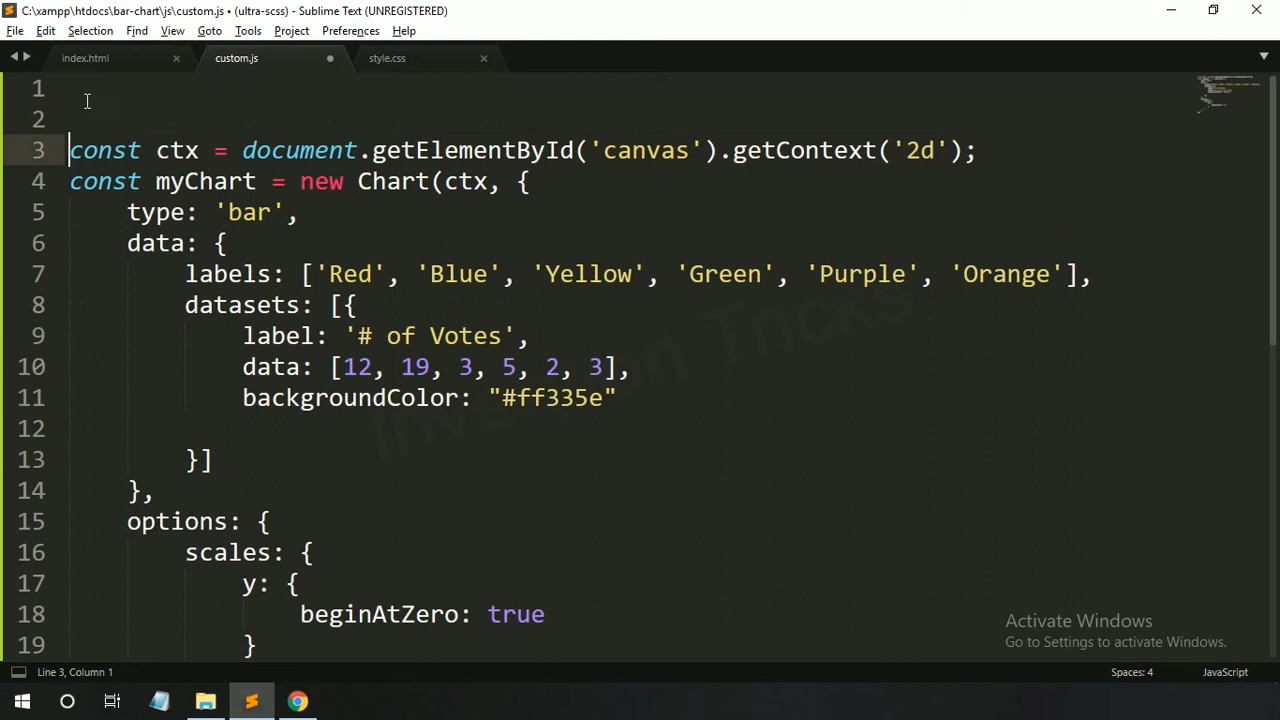 C:\xampp\htdocs\bar-chart\js\custom.js • (ultra-scss) - Sublime Text (UNREGISTERED)
File Edit Selection Find View Goto Tools Project Preferences Help
index.html custom.js style.css
1
2
3 const ctx = document.getElementById('canvas').getContext('2d');
4 const myChart = new Chart(ctx, {
5 type: 'bar',
6 data: {
7 labels: ['Red', 'Blue', 'Yellow', 'Green', 'Purple', 'Orange'],
8 datasets: [{
9 label: '# of Votes',
10 data: [12, 19, 3, 5, 2, 3],
11 backgroundColor: "#ff335e"
12
13 }]
14 },
15 options: {
16 scales: {
17 y: {
18 beginAtZero: true
19 }
Activate Windows
Go to Settings to activate Windows.
Line 3, Column 1 Spaces: 4 JavaScript